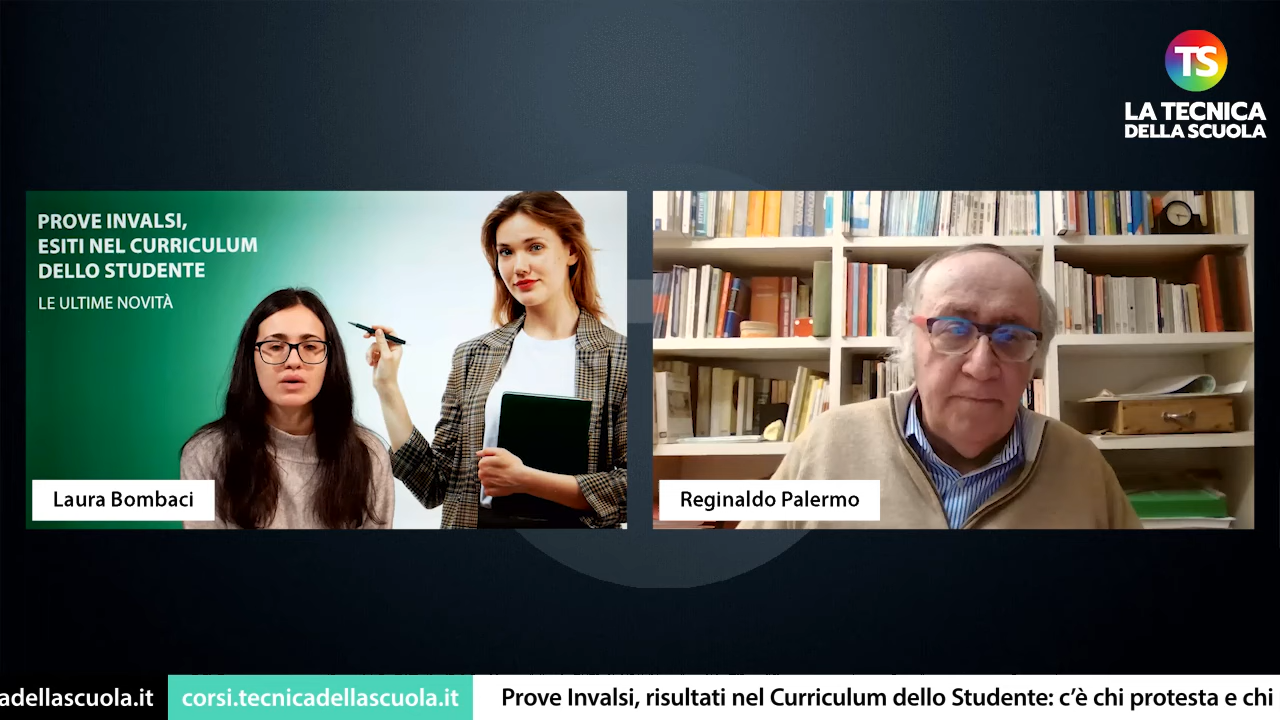 TS
LA TECNICA
DELLA SCUOLA
PROVE INVALSI,
ESITI NEL CURRICULUM
DELLO STUDENTE
LE ULTIME NOVITÀ
Laura Bombaci
Reginaldo Palermo
adellascuola.it
corsi.tecnicadellascuola.it
Prove Invalsi, risultati nel Curriculum dello Studente: c’è chi protesta e chi